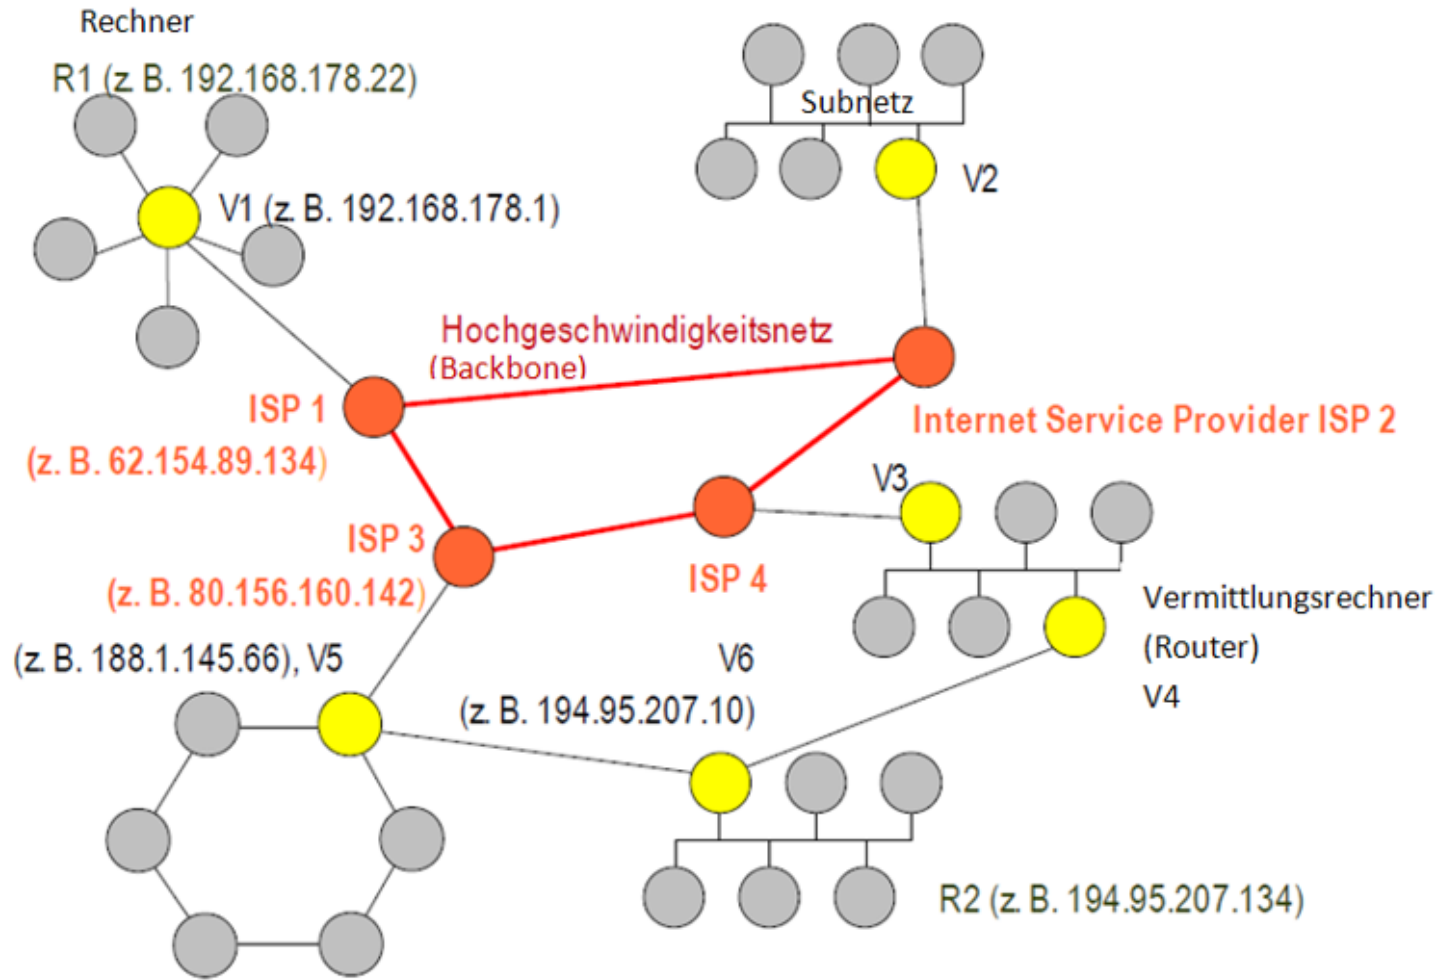 Rechner
R1 (z. B. 192.168.178.22)
Subnetz
V2
V1 (z. B. 192.168.178.1)
Hochgeschwindigkeitsnetz
(Backbone)
ISP 1
Internet Service Provider ISP 2
(z. B. 62.154.89.134)
V3
ISP 3
ISP 4
(z. B. 80.156.160.142)
Vermittlungsrechner
(Router)
V4
(z. B. 188.1.145.66), V5
V6
(z. B. 194.95.207.10)
R2 (z. B. 194.95.207.134)